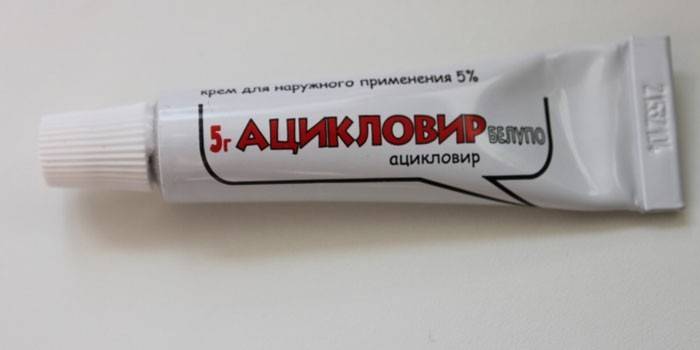 крем для наружного применения 5%
5г АЦИКЛОВИР БЕЛУПО
ацикловир